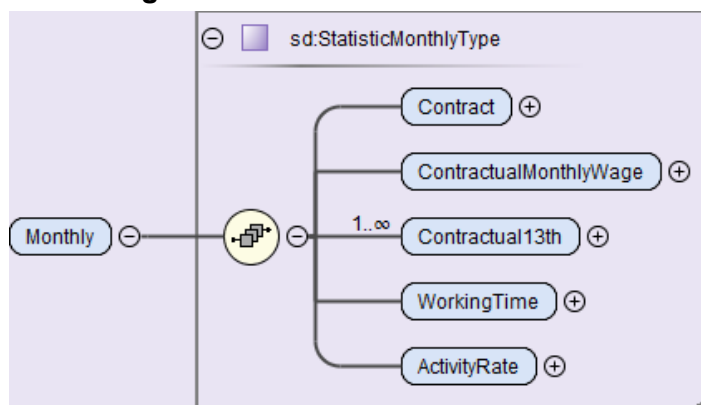 sd:StatisticMonthlyType
Contract
ContractualMonthlyWage
Monthly
1..∞
Contractual13th
WorkingTime
ActivityRate